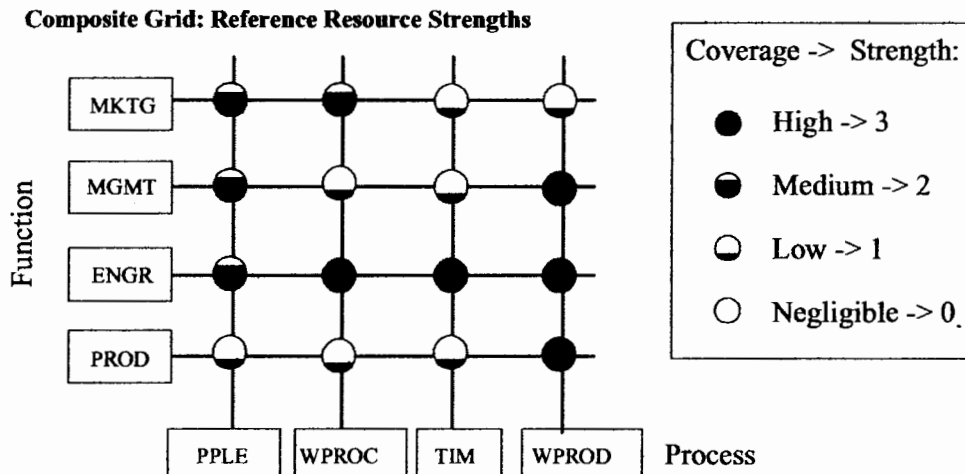 Composite Grid: Reference Resource Strengths
Coverage -> Strength:
High -> 3
Medium -> 2
Low -> 1
Negligible -> 0.
Function
MKTG
MGMT
ENGR
PROD
PPLE WPROC TIM WPROD Process